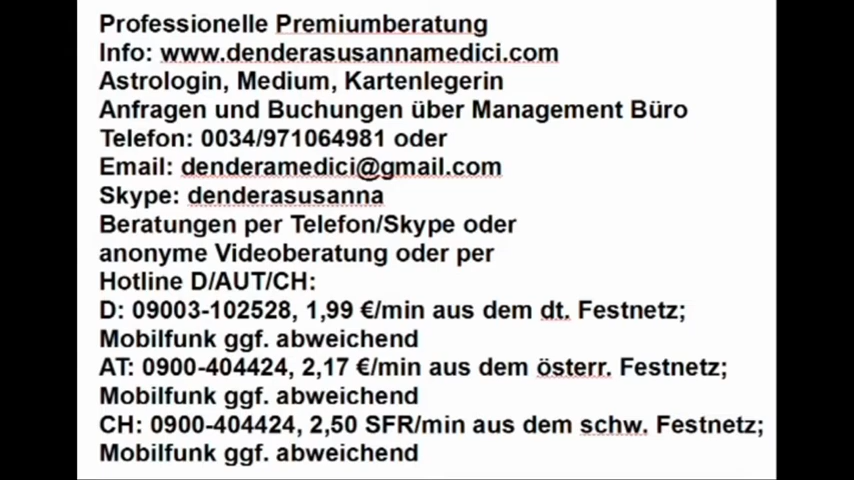 Professionelle Premiumberatung
Info: www.denderasusannamedici.com
Astrologin, Medium, Kartenlegerin
Anfragen und Buchungen über Management Büro
Telefon: 0034/971064981 oder
Email: denderamedici@gmail.com
Skype: denderasusanna
Beratungen per Telefon/Skype oder
anonyme Videoberatung oder per
Hotline D/AUT/CH:
D: 09003-102528, 1,99 €/min aus dem dt. Festnetz;
Mobilfunk ggf. abweichend
AT: 0900-404424, 2,17 €/min aus dem österr. Festnetz;
Mobilfunk ggf. abweichend
CH: 0900-404424, 2,50 SFR/min aus dem schw. Festnetz;
Mobilfunk ggf. abweichend